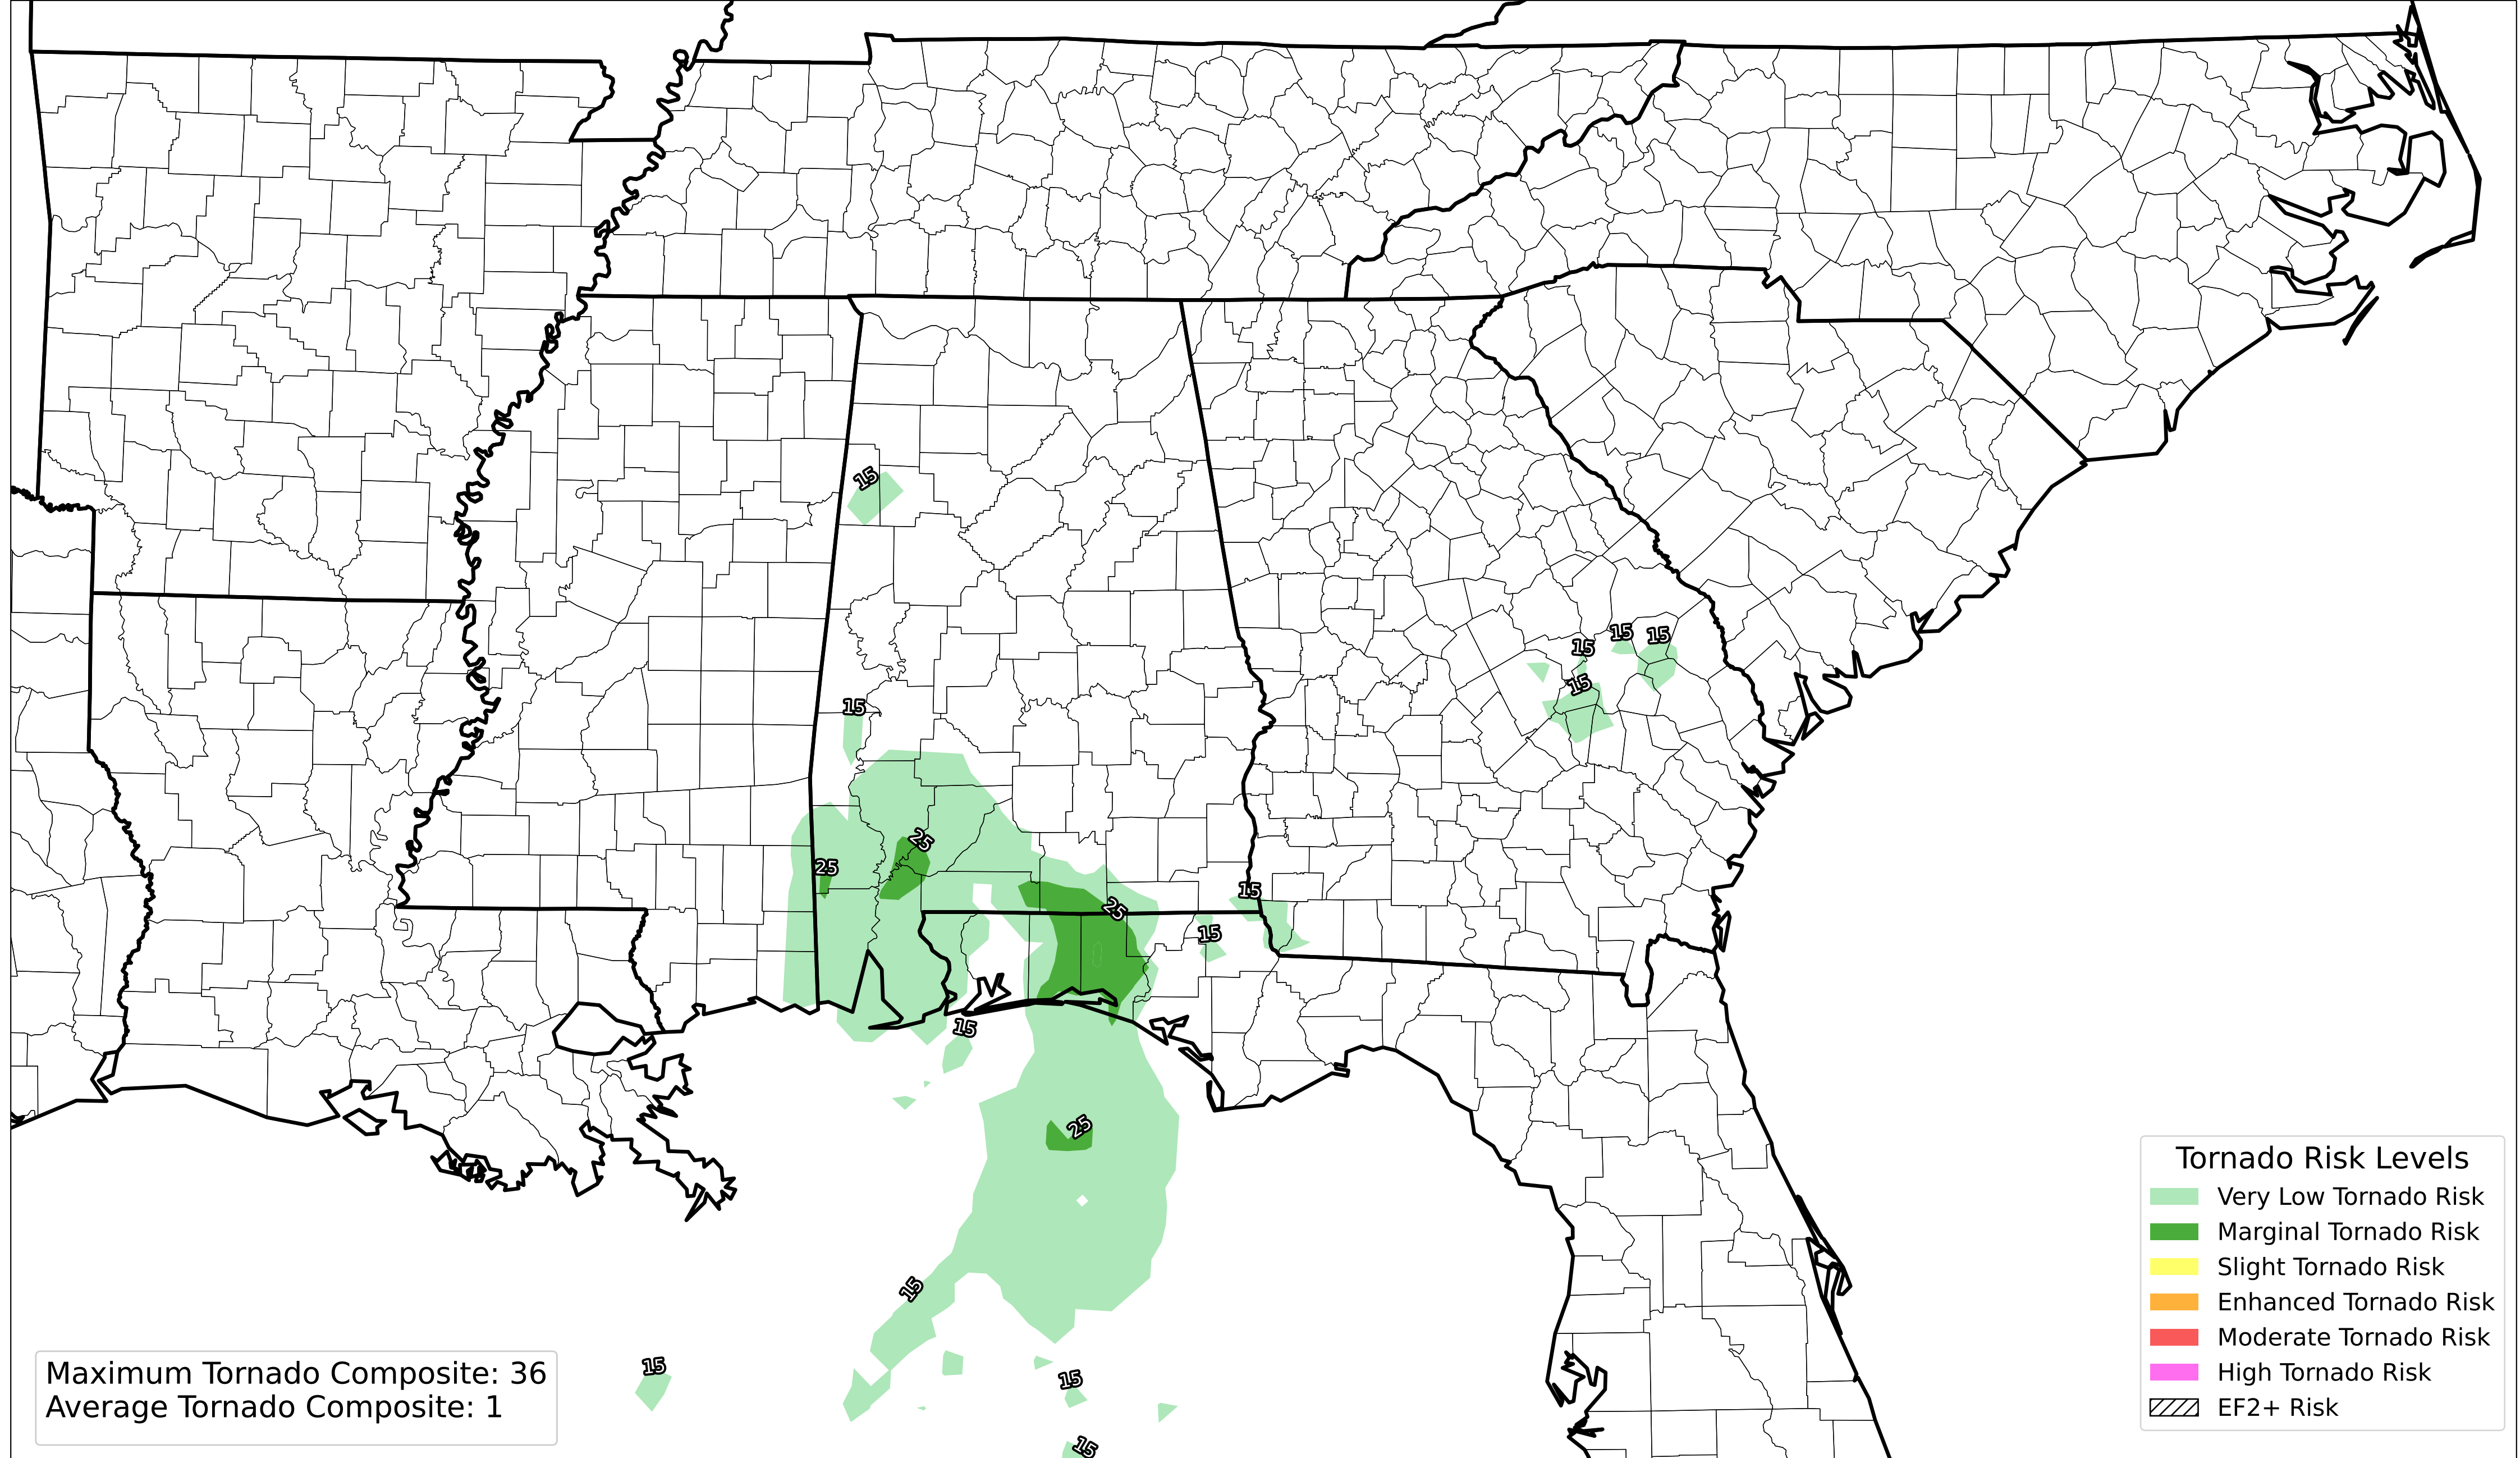 15
15
15
15
15
15
25
25
15
25
15
15
25
15
15
15
15
Tornado Risk Levels
Very Low Tornado Risk
Marginal Tornado Risk
Slight Tornado Risk
Enhanced Tornado Risk
Moderate Tornado Risk
High Tornado Risk
EF2+ Risk
Maximum Tornado Composite: 36
Average Tornado Composite: 1